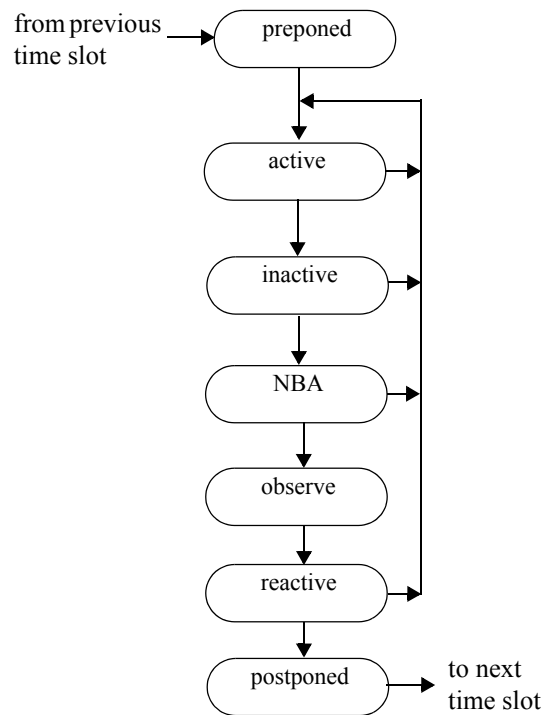 from previous
time slot
preponed
active
inactive
NBA
observe
reactive
postponed
to next
time slot